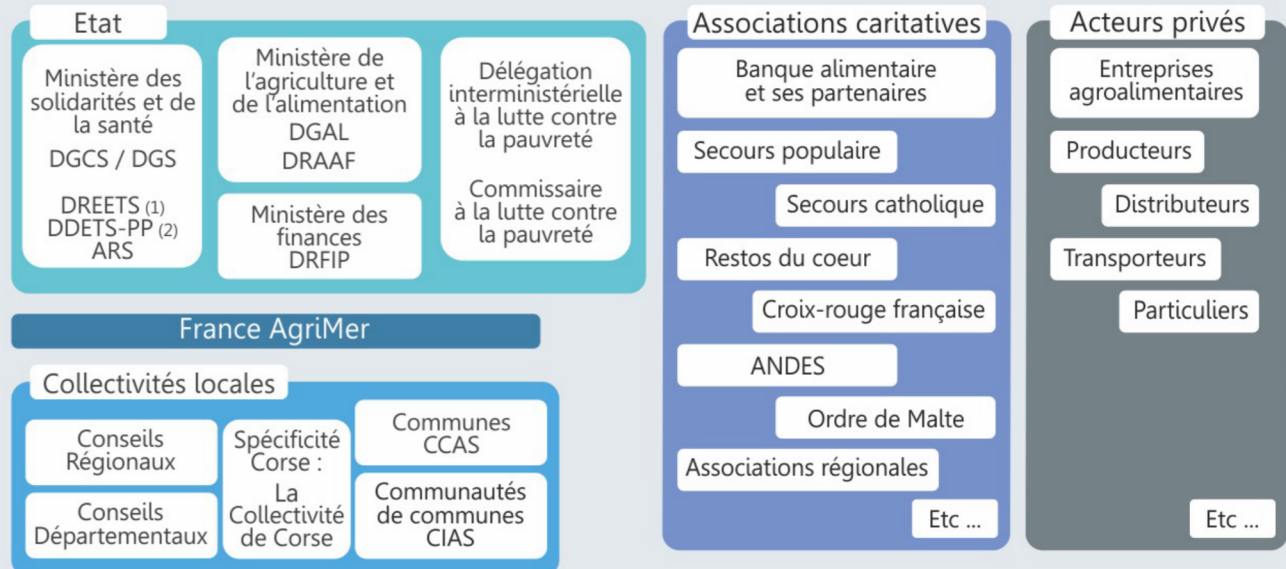 Etat
Ministère des
solidarités et de
la santé
DGCS / DGS
DREETS (1)
DDETS-PP (2)
ARS
Ministère de
l'agriculture et
de l'alimentation
DGAL
DRAAF
Ministère des
finances
DRFIP
Délégation
interministérielle
à la lutte contre
la pauvreté
Commissaire
à la lutte contre
la pauvreté
France AgriMer
Collectivités locales
Conseils
Régionaux
Conseils
Départementaux
Spécificité
Corse :
La
Collectivité
de Corse
Communes
CCAS
Communautés
de communes
CIAS
Associations caritatives
Banque alimentaire
et ses partenaires
Secours populaire
Secours catholique
Restos du coeur
Croix-rouge française
ANDES
Ordre de Malte
Associations régionales
Etc ...
Acteurs privés
Entreprises
agroalimentaires
Producteurs
Distributeurs
Transporteurs
Particuliers
Etc ...